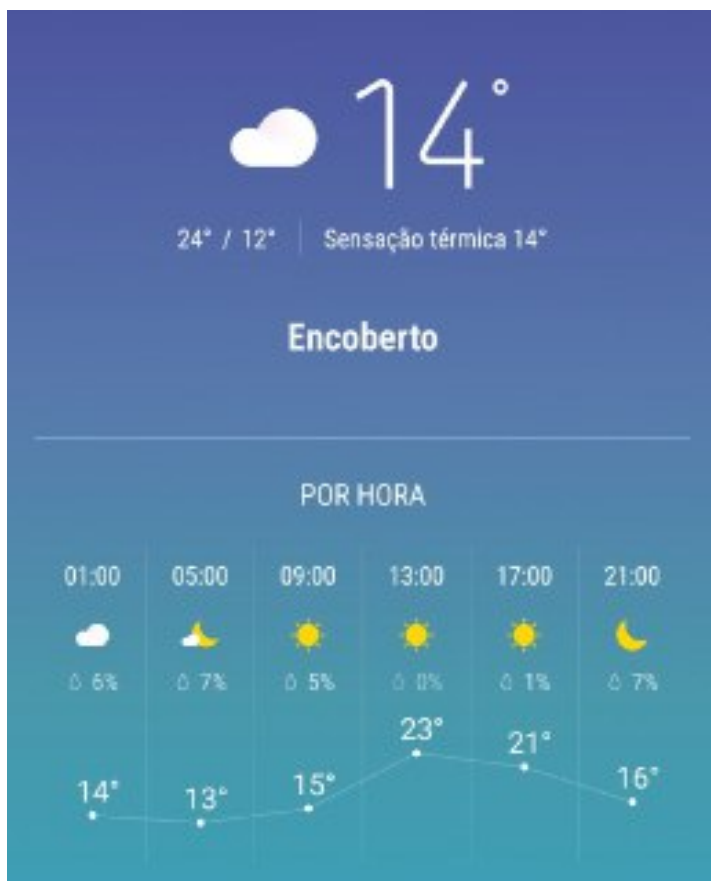 14°
24° / 12° | Sensação térmica 14°
Encoberto
POR HORA
01:00 05:00 09:00 13:00 17:00 21:00
6% 7% 5% 0% 1% 7%
14° 13° 15° 23° 21° 16°